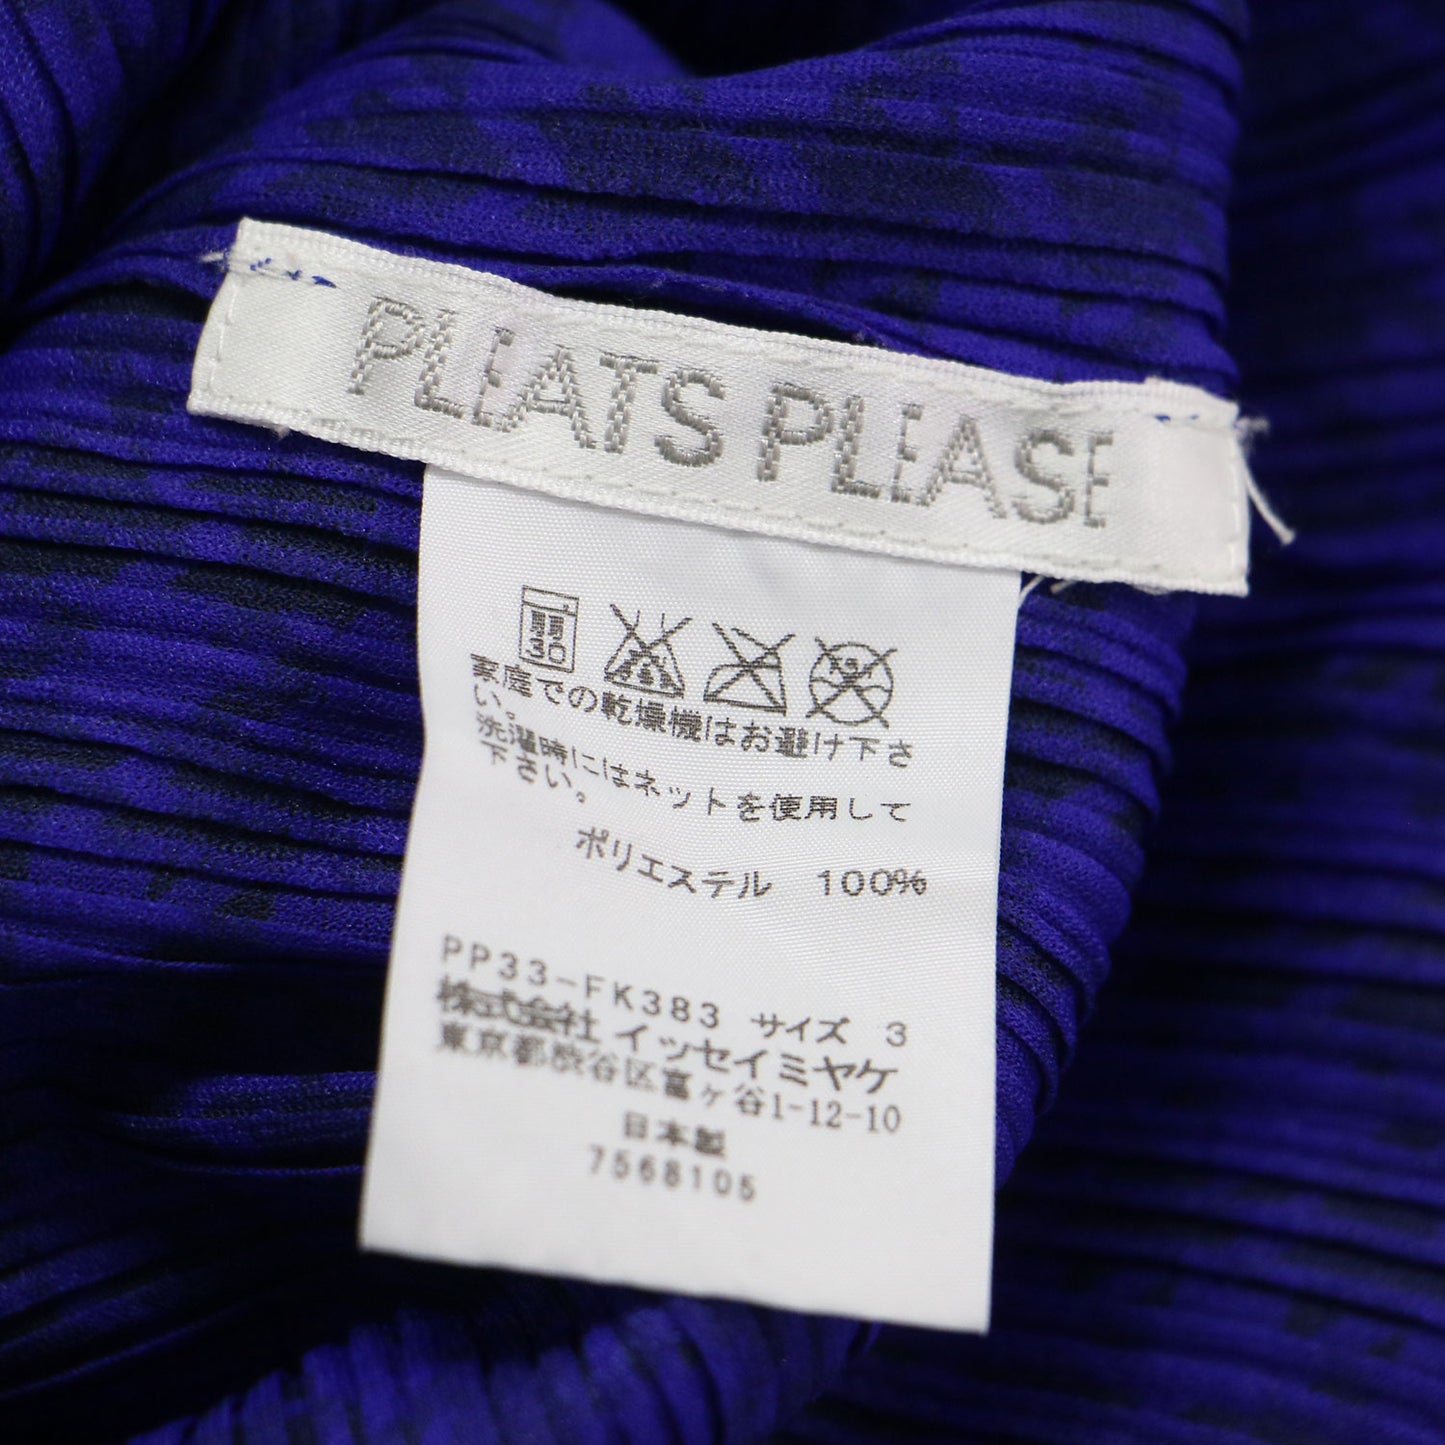 PLEATS PLEASE
弱
30
家庭での乾燥機はお避け下さ
い。
洗濯時にはネットを使用して
下さい。
ポリエステル 100%
PP33-FK383 サイズ 3
株式会社 イッセイミヤケ
東京都渋谷区富ヶ谷1-12-10
日本製
7568105